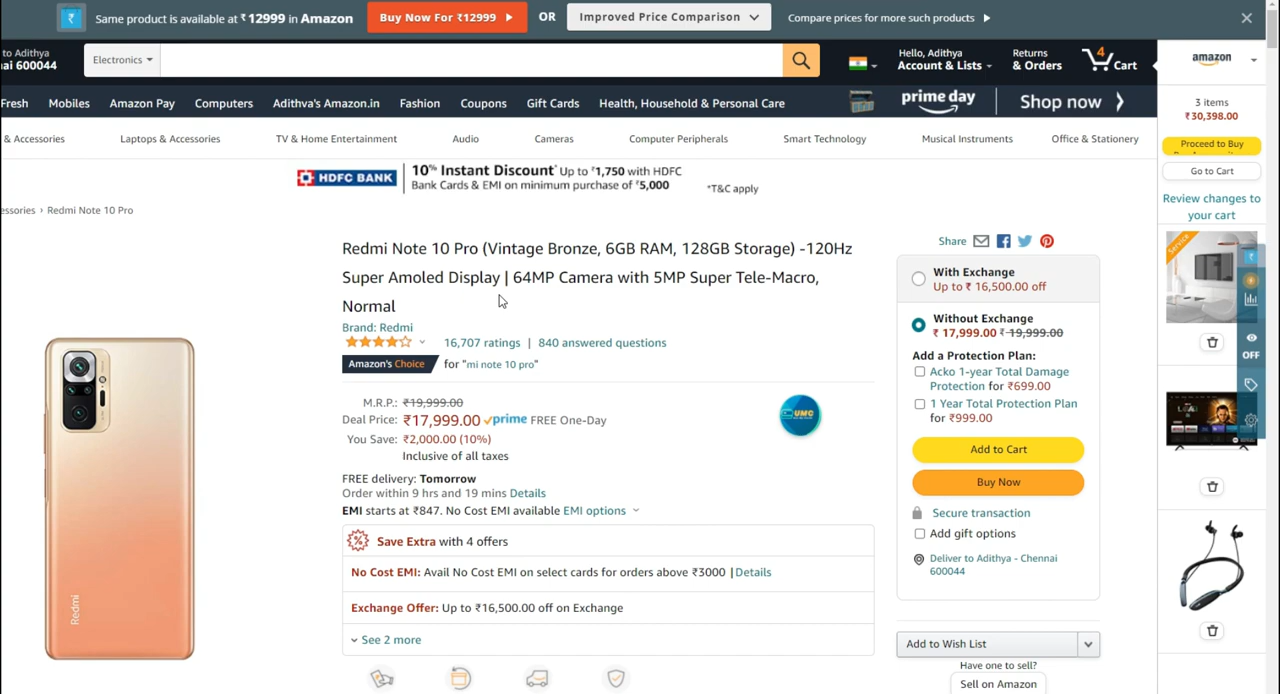 Same product is available at ₹ 12999 in Amazon
Buy Now For ₹12999
OR
Improved Price Comparison
Compare prices for more such products
to Adithya
600044
Electronics
Hello, Adithya
Account & Lists
Returns
& Orders
4
Cart
amazon
Fresh
Mobiles
Amazon Pay
Computers
Adithya's Amazon.in
Fashion
Coupons
Gift Cards
Health, Household & Personal Care
prime day
Shop now
3 items
₹30,398.00
Proceed to Buy
Go to Cart
Review changes to
your cart
& Accessories
Laptops & Accessories
TV & Home Entertainment
Audio
Cameras
Computer Peripherals
Smart Technology
Musical Instruments
Office & Stationery
HDFC BANK
10% Instant Discount* Up to ₹1,750 with HDFC
Bank Cards & EMI on minimum purchase of ₹5,000
*T&C apply
essories › Redmi Note 10 Pro
Share
Redmi Note 10 Pro (Vintage Bronze, 6GB RAM, 128GB Storage) -120Hz
Super Amoled Display | 64MP Camera with 5MP Super Tele-Macro,
Normal
Brand: Redmi
16,707 ratings | 840 answered questions
Amazon's Choice for "mi note 10 pro"
M.R.P.: ₹19,999.00
Deal Price: ₹17,999.00 prime FREE One-Day
You Save: ₹2,000.00 (10%)
Inclusive of all taxes
UMC
FREE delivery: Tomorrow
Order within 9 hrs and 19 mins Details
EMI starts at ₹847. No Cost EMI available EMI options
Save Extra with 4 offers
No Cost EMI: Avail No Cost EMI on select cards for orders above ₹3000 |Details
Exchange Offer: Up to ₹16,500.00 off on Exchange
See 2 more
With Exchange
Up to ₹ 16,500.00 off
Without Exchange
₹ 17,999.00 ₹ 19,999.00
Add a Protection Plan:
Acko 1-year Total Damage
Protection for ₹699.00
1 Year Total Protection Plan
for ₹999.00
Add to Cart
Buy Now
Secure transaction
Add gift options
Deliver to Adithya - Chennai
600044
Add to Wish List
Have one to sell?
Sell on Amazon
Service
OFF
Redmi